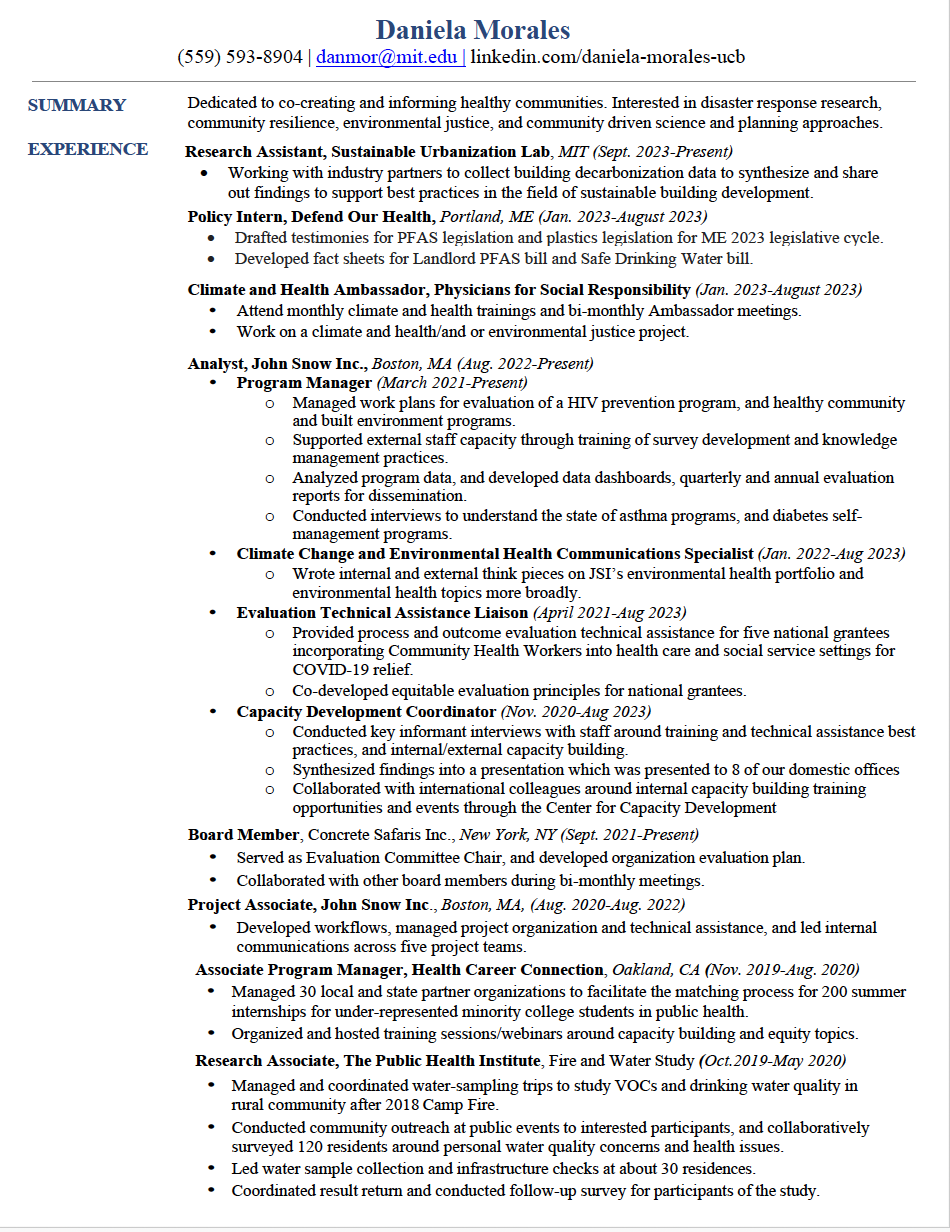 Daniela Morales
(559) 593-8904 | danmor@mit.edu | linkedin.com/daniela-morales-ucb
SUMMARY
Dedicated to co-creating and informing healthy communities. Interested in disaster response research,
community resilience, environmental justice, and community driven science and planning approaches.
EXPERIENCE
Research Assistant, Sustainable Urbanization Lab, MIT (Sept. 2023-Present)
• Working with industry partners to collect building decarbonization data to synthesize and share
out findings to support best practices in the field of sustainable building development.
Policy Intern, Defend Our Health, Portland, ME (Jan. 2023-August 2023)
• Drafted testimonies for PFAS legislation and plastics legislation for ME 2023 legislative cycle.
• Developed fact sheets for Landlord PFAS bill and Safe Drinking Water bill.
Climate and Health Ambassador, Physicians for Social Responsibility (Jan. 2023-August 2023)
• Attend monthly climate and health trainings and bi-monthly Ambassador meetings.
• Work on a climate and health/and or environmental justice project.
Analyst, John Snow Inc., Boston, MA (Aug. 2022-Present)
• Program Manager (March 2021-Present)
o Managed work plans for evaluation of a HIV prevention program, and healthy community
and built environment programs.
o Supported external staff capacity through training of survey development and knowledge
management practices.
o Analyzed program data, and developed data dashboards, quarterly and annual evaluation
reports for dissemination.
o Conducted interviews to understand the state of asthma programs, and diabetes self-
management programs.
• Climate Change and Environmental Health Communications Specialist (Jan. 2022-Aug 2023)
o Wrote internal and external think pieces on JSI's environmental health portfolio and
environmental health topics more broadly.
• Evaluation Technical Assistance Liaison (April 2021-Aug 2023)
o Provided process and outcome evaluation technical assistance for five national grantees
incorporating Community Health Workers into health care and social service settings for
COVID-19 relief.
o Co-developed equitable evaluation principles for national grantees.
• Capacity Development Coordinator (Nov. 2020-Aug 2023)
o Conducted key informant interviews with staff around training and technical assistance best
practices, and internal/external capacity building.
o Synthesized findings into a presentation which was presented to 8 of our domestic offices
o Collaborated with international colleagues around internal capacity building training
opportunities and events through the Center for Capacity Development
Board Member, Concrete Safaris Inc., New York, NY (Sept. 2021-Present)
• Served as Evaluation Committee Chair, and developed organization evaluation plan.
• Collaborated with other board members during bi-monthly meetings.
Project Associate, John Snow Inc., Boston, MA, (Aug. 2020-Aug. 2022)
• Developed workflows, managed project organization and technical assistance, and led internal
communications across five project teams.
Associate Program Manager, Health Career Connection, Oakland, CA (Nov. 2019-Aug. 2020)
• Managed 30 local and state partner organizations to facilitate the matching process for 200 summer
internships for under-represented minority college students in public health.
• Organized and hosted training sessions/webinars around capacity building and equity topics.
Research Associate, The Public Health Institute, Fire and Water Study (Oct.2019-May 2020)
• Managed and coordinated water-sampling trips to study VOCs and drinking water quality in
rural community after 2018 Camp Fire.
• Conducted community outreach at public events to interested participants, and collaboratively
surveyed 120 residents around personal water quality concerns and health issues.
• Led water sample collection and infrastructure checks at about 30 residences.
• Coordinated result return and conducted follow-up survey for participants of the study.